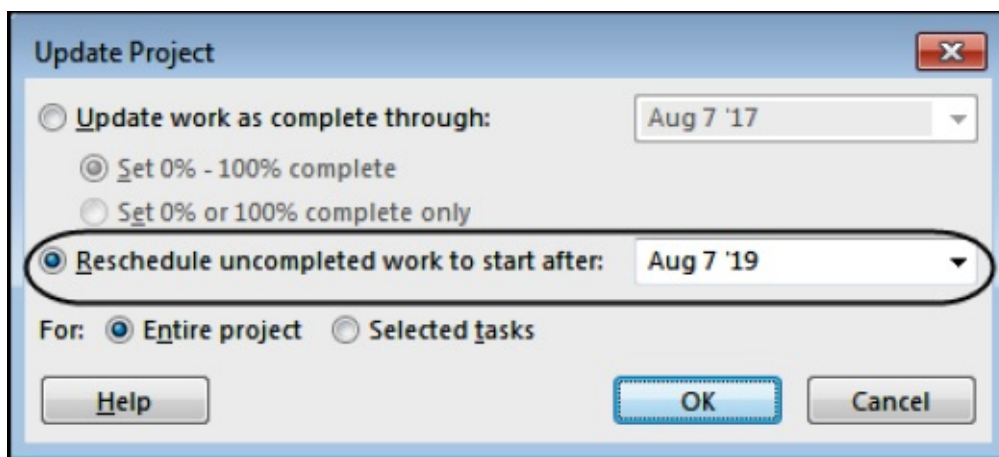 Update Project
Update work as complete through: Aug 7 '17
Set 0% - 100% complete
Set 0% or 100% complete only
Reschedule uncompleted work to start after: Aug 7 '19
For: Entire project Selected tasks
Help OK Cancel